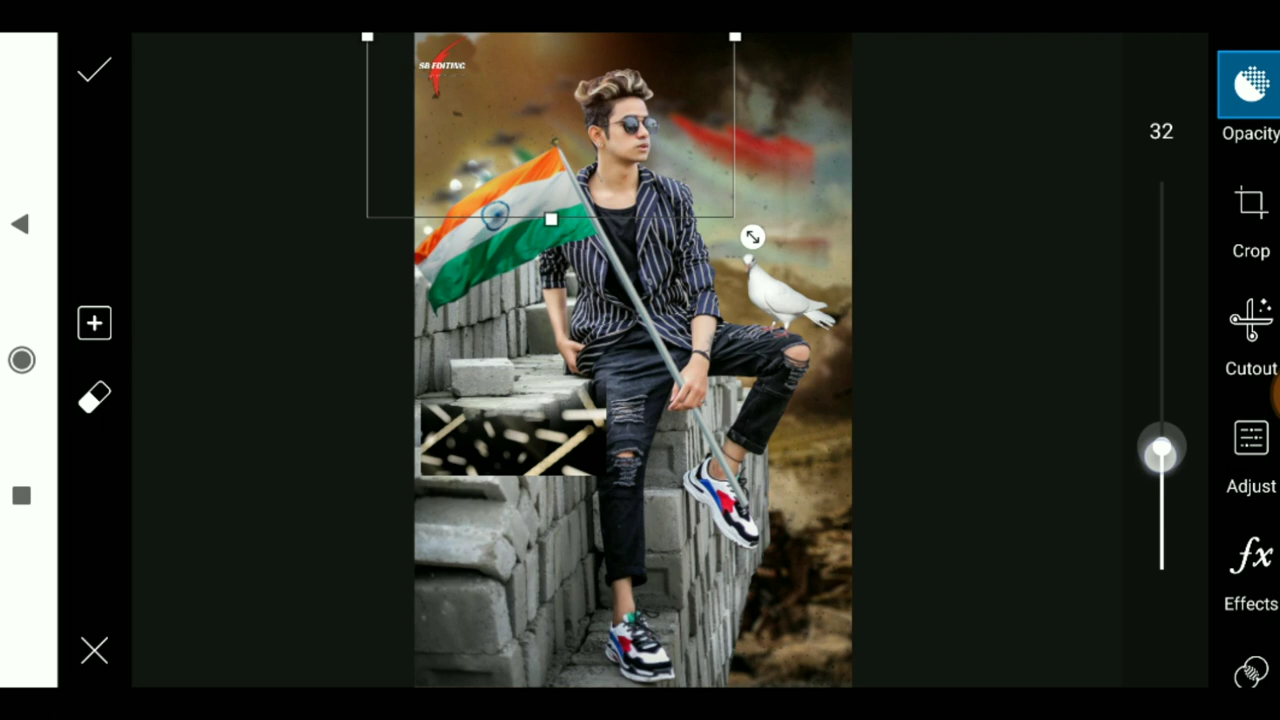 SB EDITING
32
Opacity
Crop
Cutout
Adjust
fx
Effects